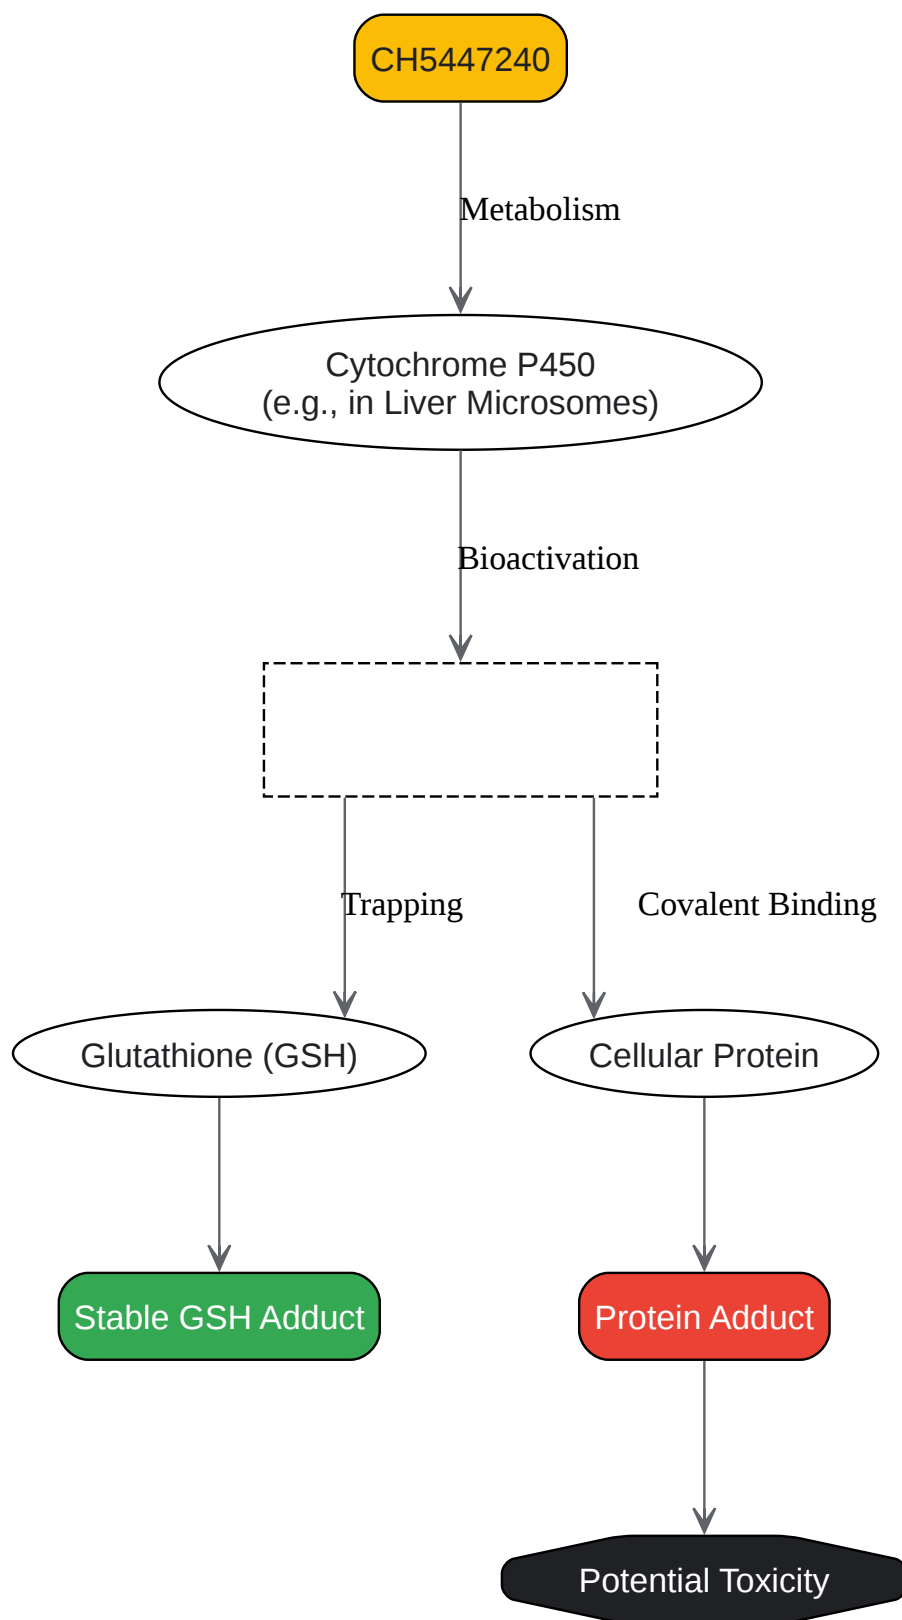 CH5447240
Metabolism
Cytochrome P450
(e.g., in Liver Microsomes)
Bioactivation
Trapping
Covalent Binding
Glutathione (GSH)
Cellular Protein
Stable GSH Adduct
Protein Adduct
Potential Toxicity